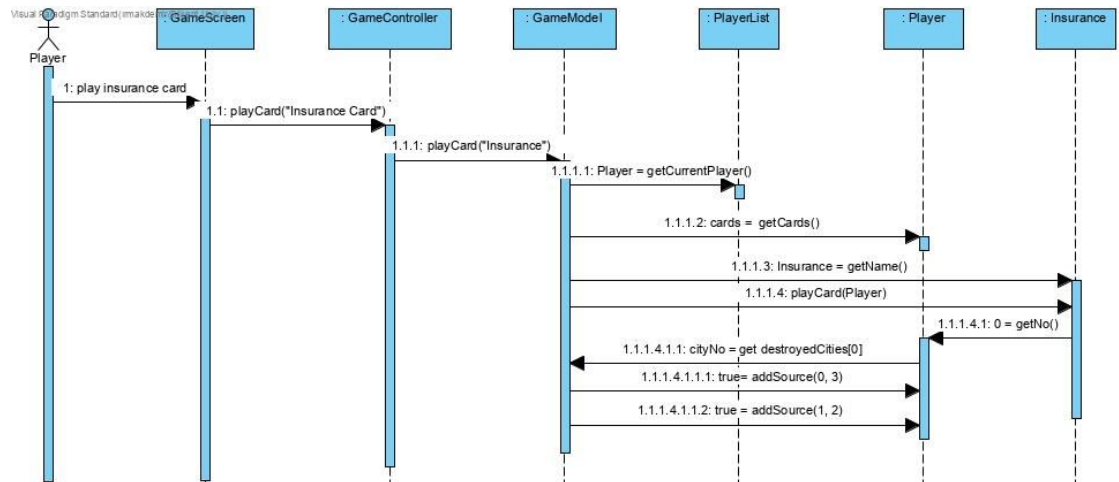 Visual Paradigm Standard(irmakdemir
: GameScreen
: GameController
: GameModel
: PlayerList
: Player
: Insurance
Player
1: play insurance card
1.1: playCard("Insurance Card")
1.1.1: playCard("Insurance")
1.1.1.1: Player = getCurrentPlayer()
1.1.1.2: cards = getCards()
1.1.1.3: Insurance = getName()
1.1.1.4: playCard(Player)
1.1.1.4.1: 0 = getNo()
1.1.1.4.1.1: cityNo = get destroyedCities[0]
1.1.1.4.1.1.1: true= addSource(0, 3)
1.1.1.4.1.1.2: true = addSource(1, 2)